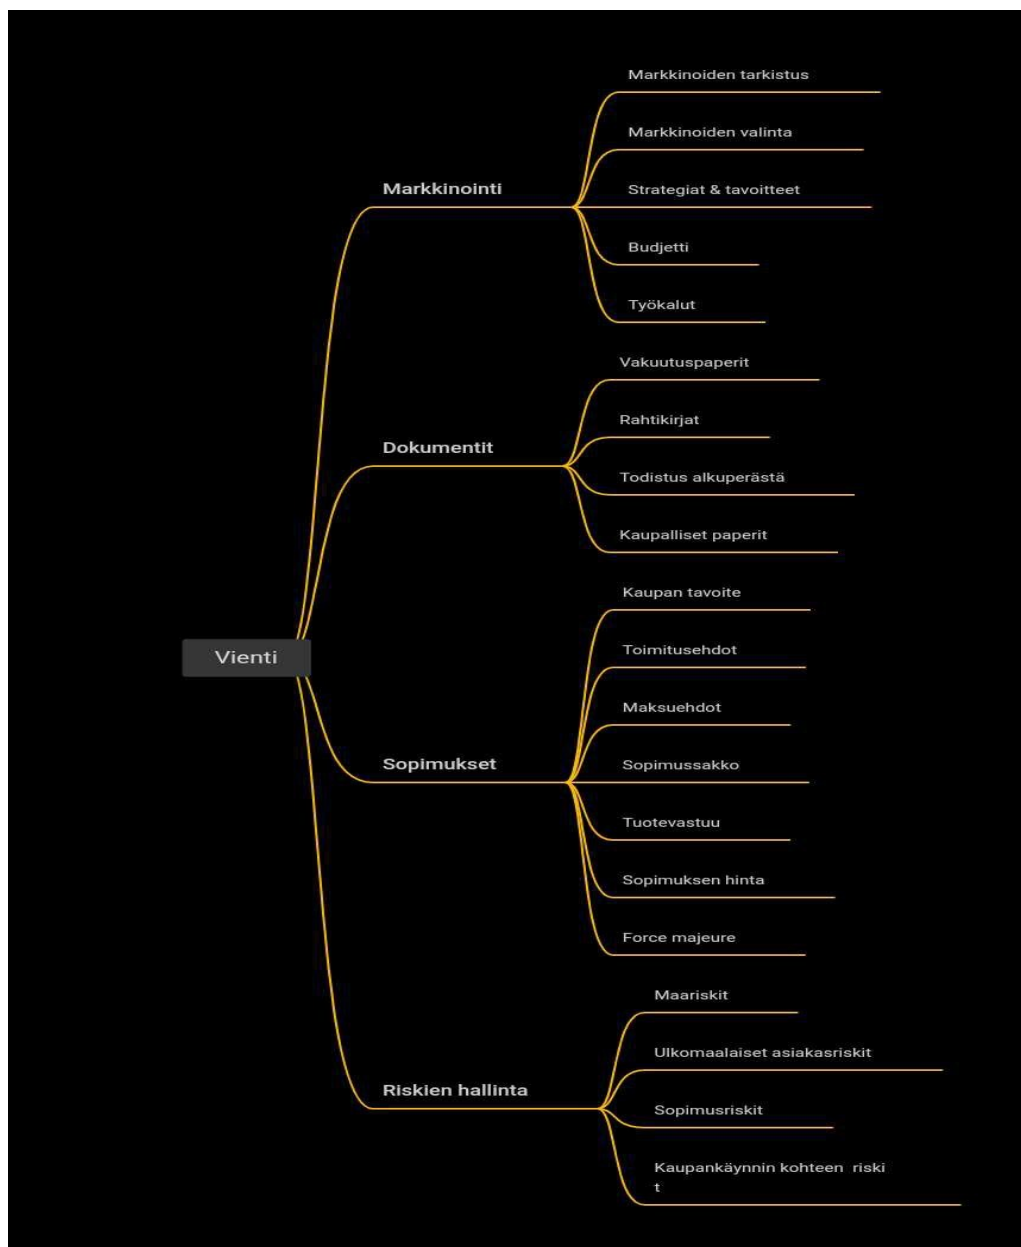 Markkinoiden tarkistus
Markkinoiden valinta
Markkinointi
Strategiat & tavoitteet
Budjetti
Työkalut
Vakuutuspaperit
Rahtikirjat
Dokumentit
Todistus alkuperästä
Kaupalliset paperit
Kaupan tavoite
Toimitusehdot
Vienti
Maksuehdot
Sopimukset
Sopimussakko
Tuotevastuu
Sopimuksen hinta
Force majeure
Maariskit
Ulkomaalaiset asiakasriskit
Riskien hallinta
Sopimusriskit
Kaupankäynnin kohteen  riski
t